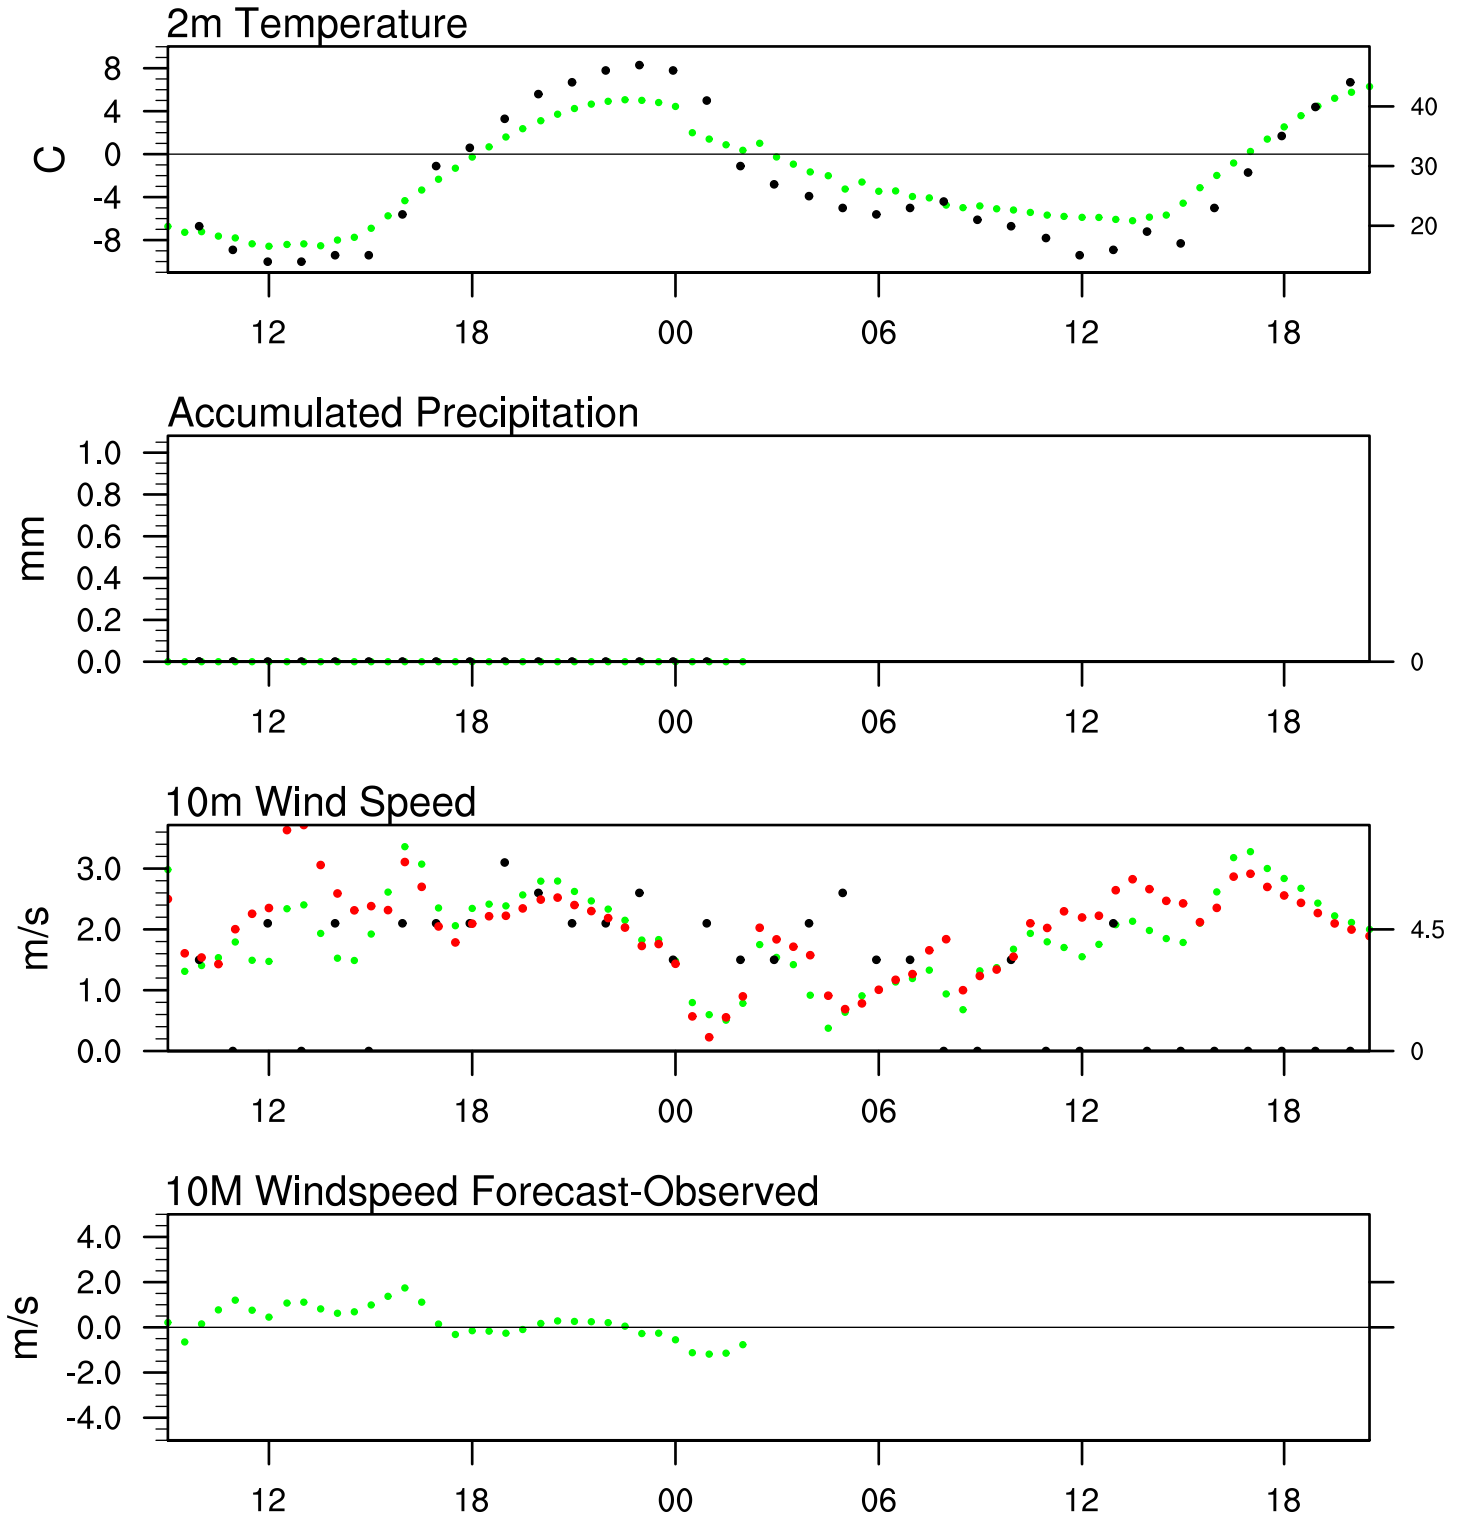 2m Temperature
C
8
4
0
-4
-8
40
30
20
12 18 00 06 12 18
Accumulated Precipitation
mm
1.0
0.8
0.6
0.4
0.2
0.0
0
12 18 00 06 12 18
10m Wind Speed
m/s
3.0
2.0
1.0
0.0
4.5
0
12 18 00 06 12 18
10M Windspeed Forecast-Observed
m/s
4.0
2.0
0.0
-2.0
-4.0
12 18 00 06 12 18